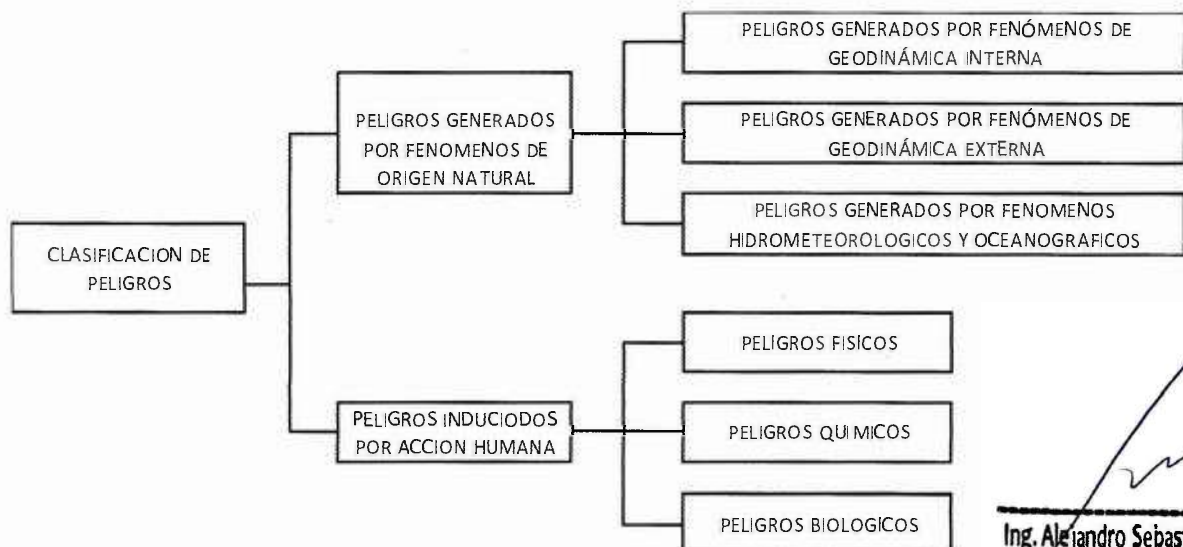 PELIGROS GENERADOS POR FENÓMENOS DE
GEODINÁMICA INTERNA
PELIGROS GENERADOS
POR FENOMENOS DE
ORIGEN NATURAL
PELIGROS GENERADOS POR FENÓMENOS DE
GEODINÁMICA EXTERNA
PELIGROS GENERADOS POR FENOMENOS
HIDROMETEOROLOGICOS Y OCEANOGRAFICOS
CLASIFICACION DE
PELIGROS
PELIGROS FISICOS
PELIGROS INDUCIODOS
POR ACCION HUMANA
PELIGROS QUIMICOS
PELIGROS BIOLOGICOS
Ing. Alejandro Sebast